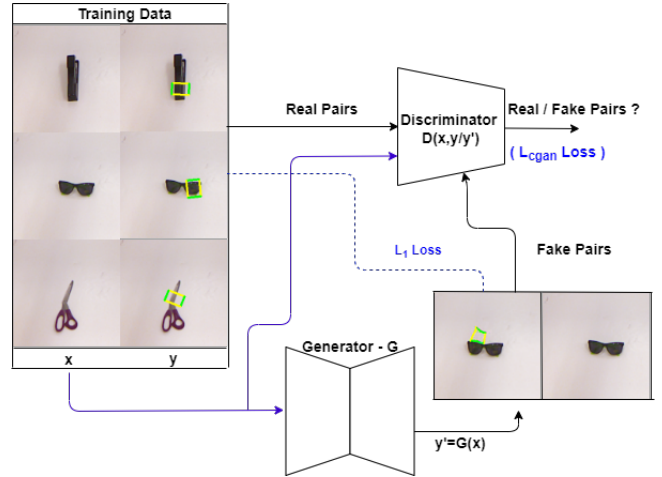 Training Data
Real Pairs
Discriminator
D(x,y/y')
Real / Fake Pairs ?
( Lcgan Loss )
L1 Loss
Fake Pairs
x
y
Generator - G
y'=G(x)